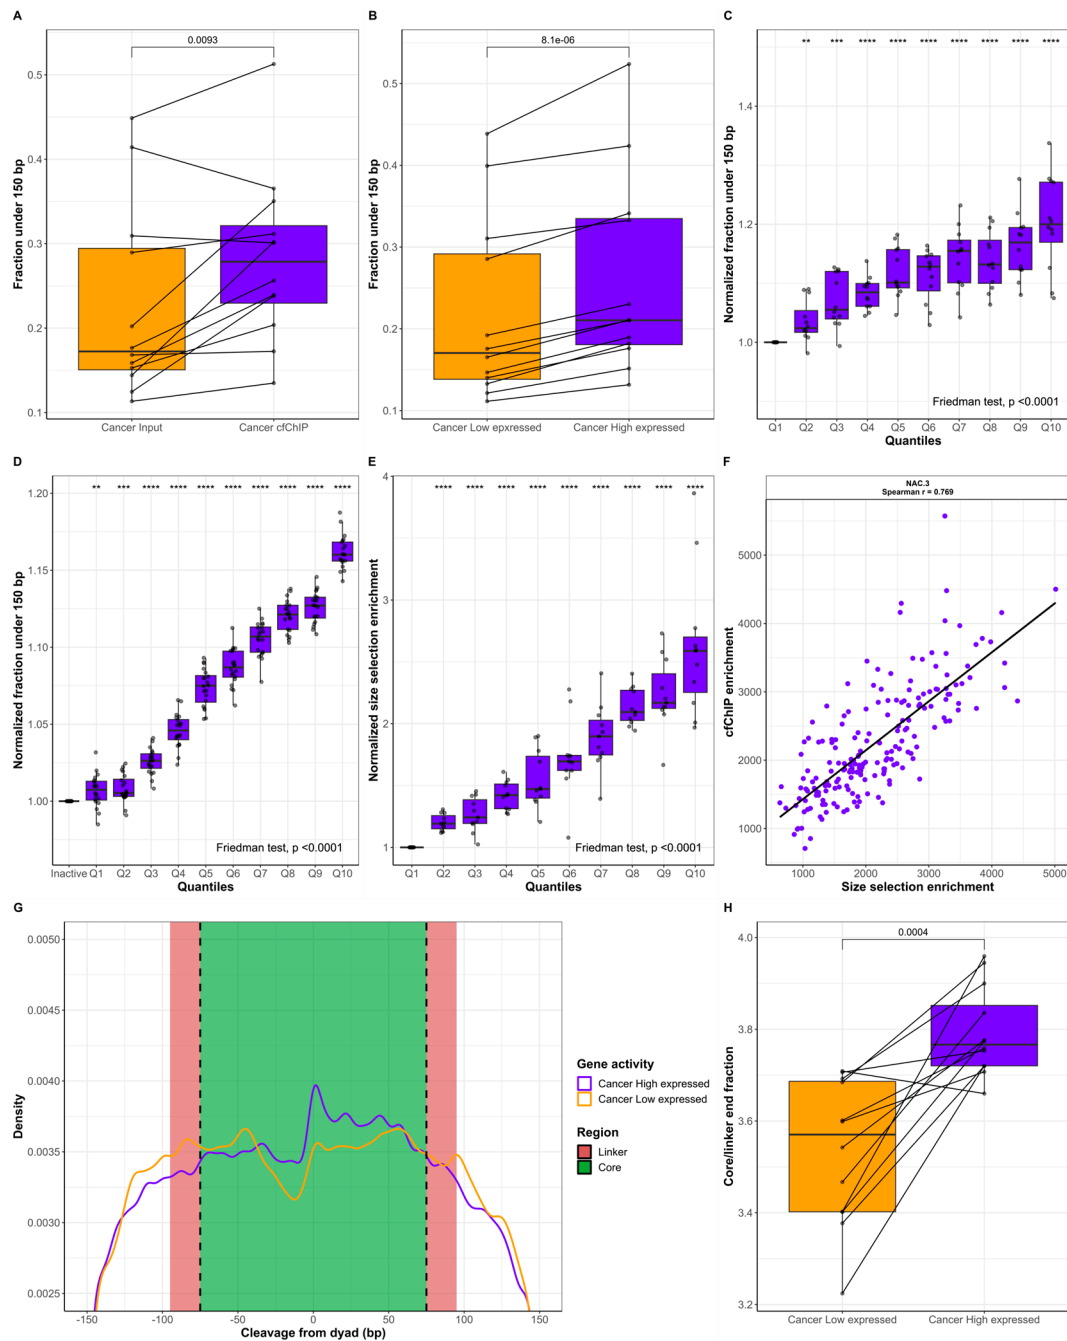 A
0.0093
Fraction under 150 bp
0.5
0.4
0.3
0.2
0.1
Cancer Input
Cancer cfChIP
B
8.1e-06
Fraction under 150 bp
0.5
0.4
0.3
0.2
0.1
Cancer Low epxressed
Cancer High expressed
C
** *** **** **** **** **** **** **** ****
Normalized fraction under 150 bp
1.4
1.2
1.0
Friedman test, p <0.0001
Q1 Q2 Q3 Q4 Q5 Q6 Q7 Q8 Q9 Q10
Quantiles
D
** *** **** **** **** **** **** **** **** ****
Normalized fraction under 150 bp
1.20
1.15
1.10
1.05
1.00
Friedman test, p <0.0001
Inactive Q1 Q2 Q3 Q4 Q5 Q6 Q7 Q8 Q9 Q10
Quantiles
E
**** **** **** **** **** **** **** **** ****
Normalized size selection enrichment
4
3
2
1
Friedman test, p <0.0001
Q1 Q2 Q3 Q4 Q5 Q6 Q7 Q8 Q9 Q10
Quantiles
F
NAC.3
Spearman r = 0.769
cfChIP enrichment
5000
4000
3000
2000
1000
1000 2000 3000 4000 5000
Size selection enrichment
G
Density
0.0050
0.0045
0.0040
0.0035
0.0030
0.0025
-150 -100 -50 0 50 100 150
Cleavage from dyad (bp)
Gene activity
Cancer High expressed
Cancer Low expressed
Region
Linker
Core
H
0.0004
Core/linker end fraction
4.0
3.8
3.6
3.4
3.2
Cancer Low expressed
Cancer High expressed